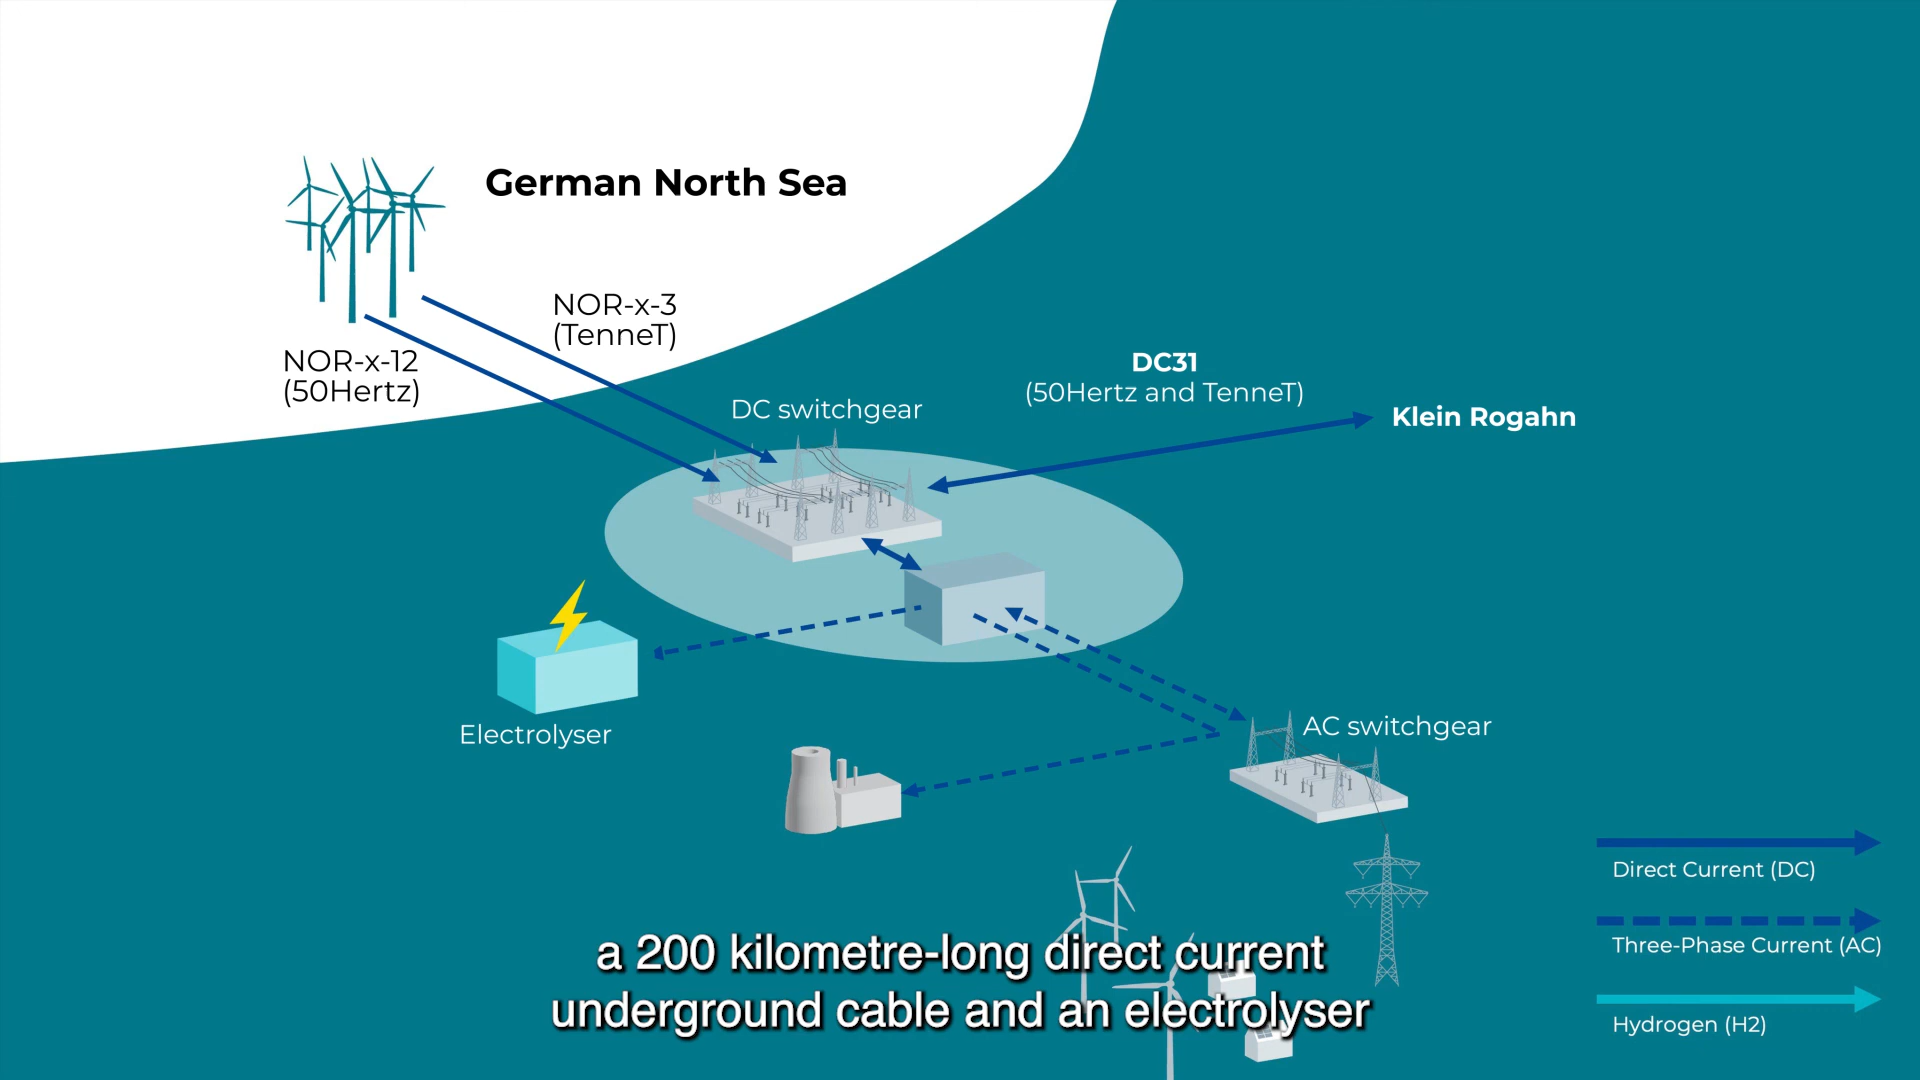 German North Sea
NOR-x-3
(TenneT)
NOR-x-12
(50Hertz)
DC31
(50Hertz and TenneT)
Klein Rogahn
DC switchgear
Electrolyser
AC switchgear
Direct Current (DC)
Three-Phase Current (AC)
Hydrogen (H2)
a 200 kilometre-long direct current
underground cable and an electrolyser